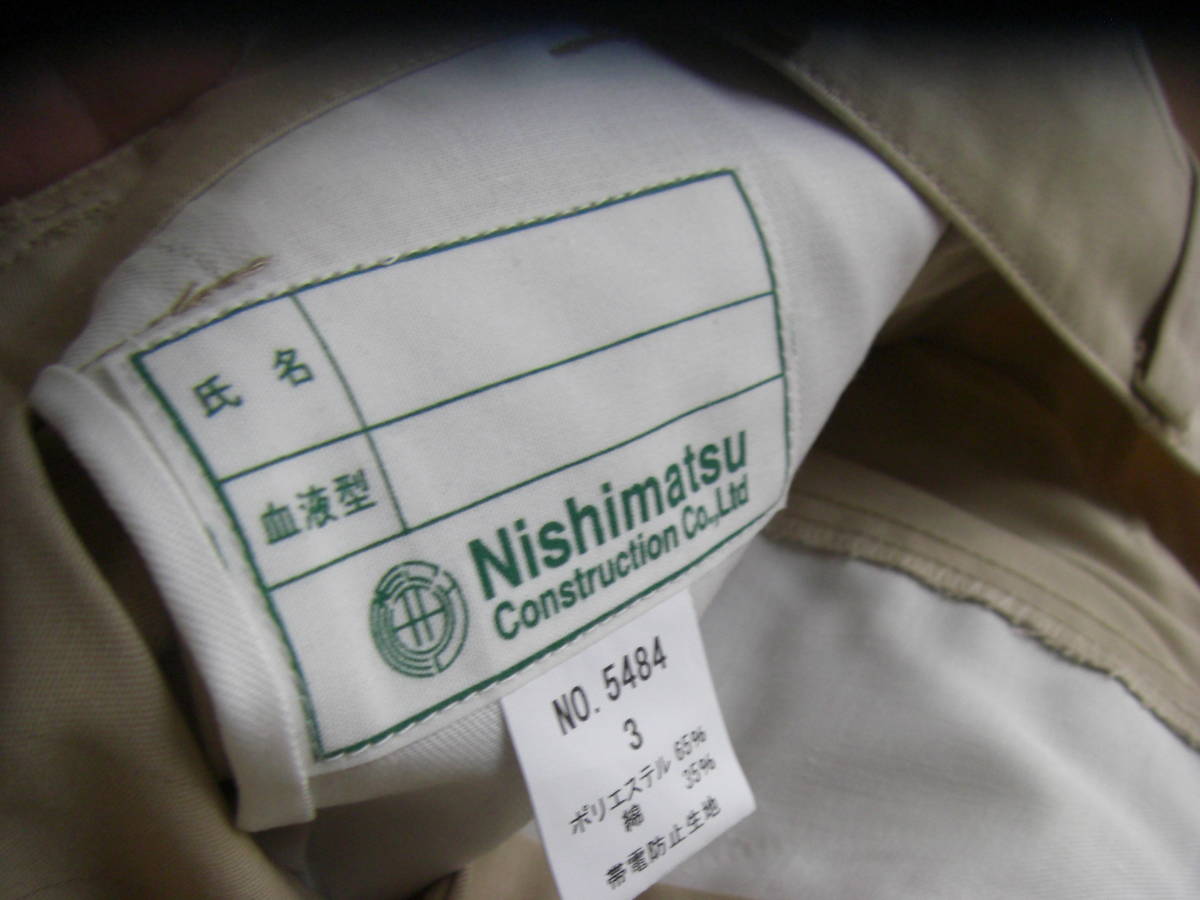 氏 名
血液型
Nishimatsu
Construction Co.,Ltd
NO. 5484
3
ポリエステル 65%
綿 35%
帯電防止生地